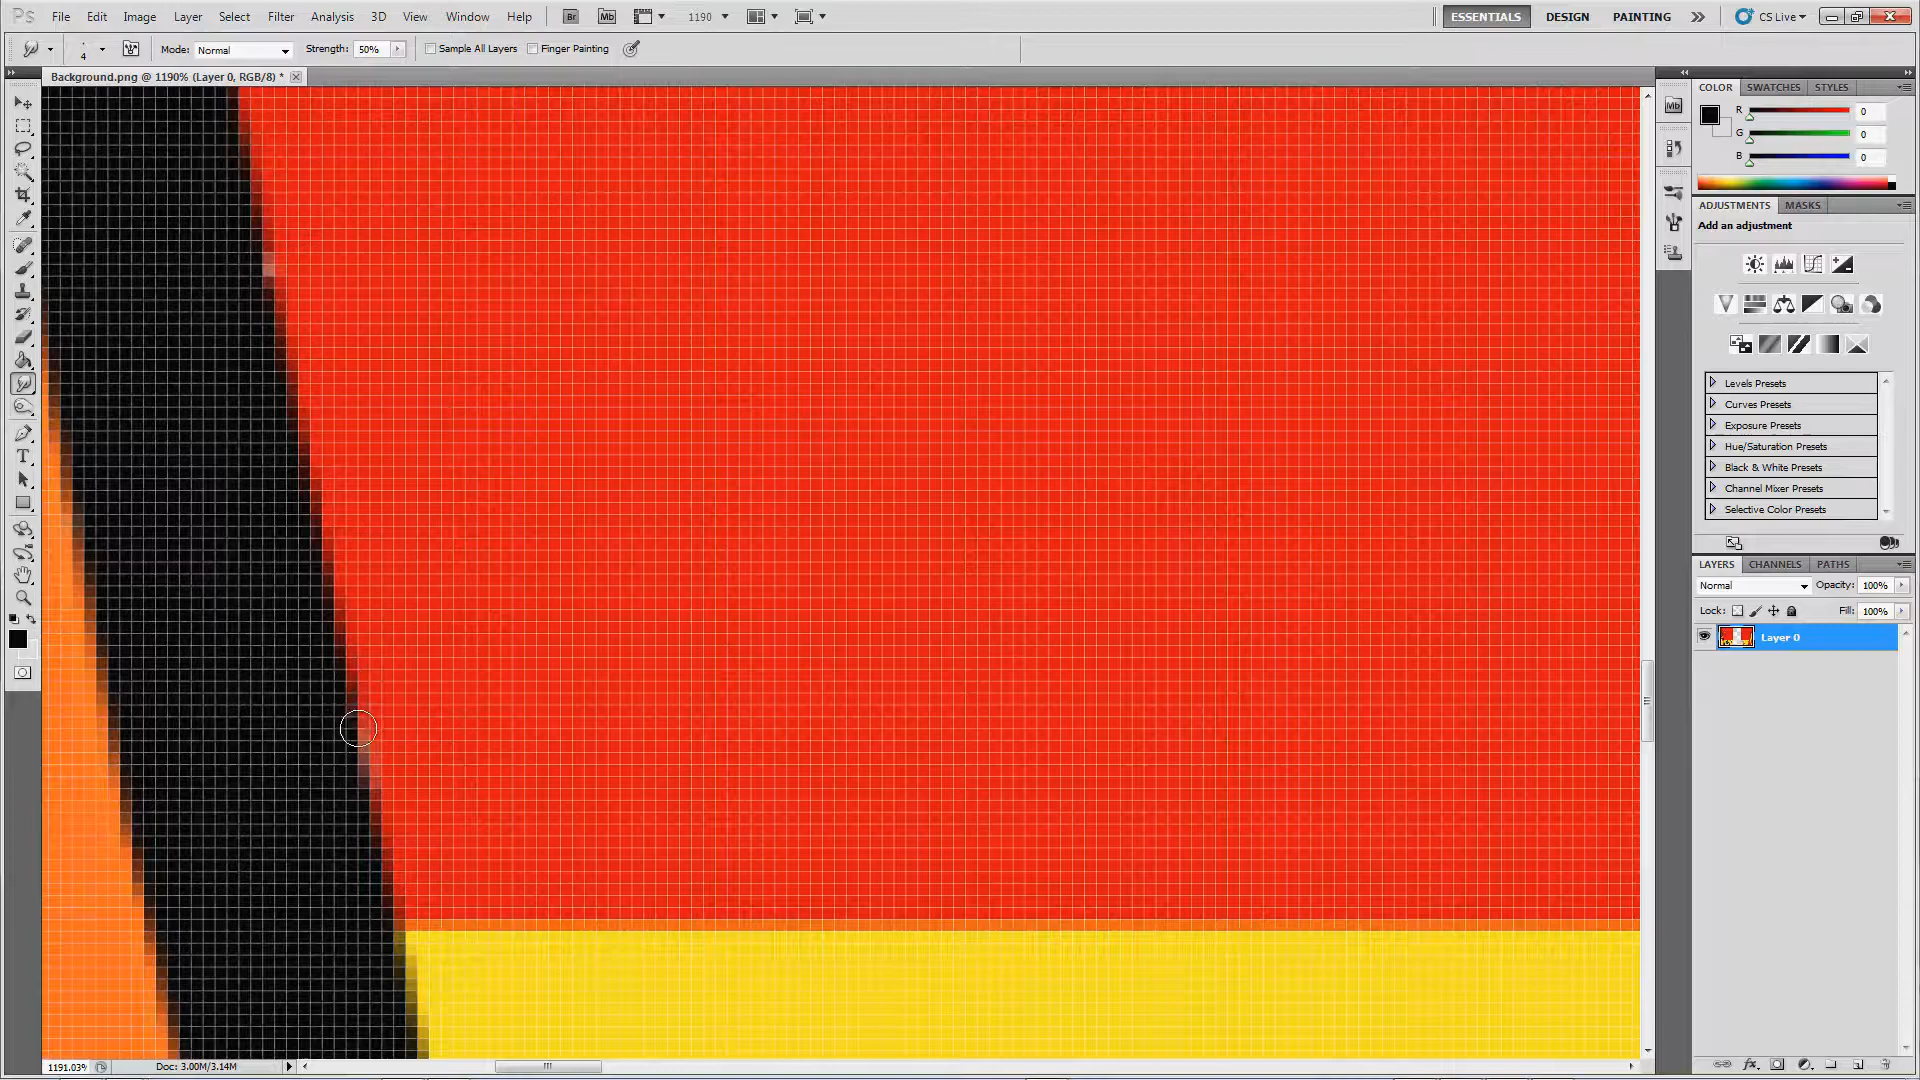 Ps File Edit Image Layer Select Filter Analysis 3D View Window Help Br Mb 1190 ESSENTIALS DESIGN PAINTING CS Live
4 Mode: Normal Strength: 50% Sample All Layers Finger Painting
Background.png @ 1190% (Layer 0, RGB/8) *
COLOR SWATCHES STYLES
Mb
R 0
G 0
B 0
ADJUSTMENTS MASKS
Add an adjustment
Levels Presets
Curves Presets
Exposure Presets
Hue/Saturation Presets
Black & White Presets
Channel Mixer Presets
Selective Color Presets
T
LAYERS CHANNELS PATHS
Normal Opacity: 100%
Lock: Fill: 100%
Layer 0
fx
1191.03% Doc: 3.00M/3.14M